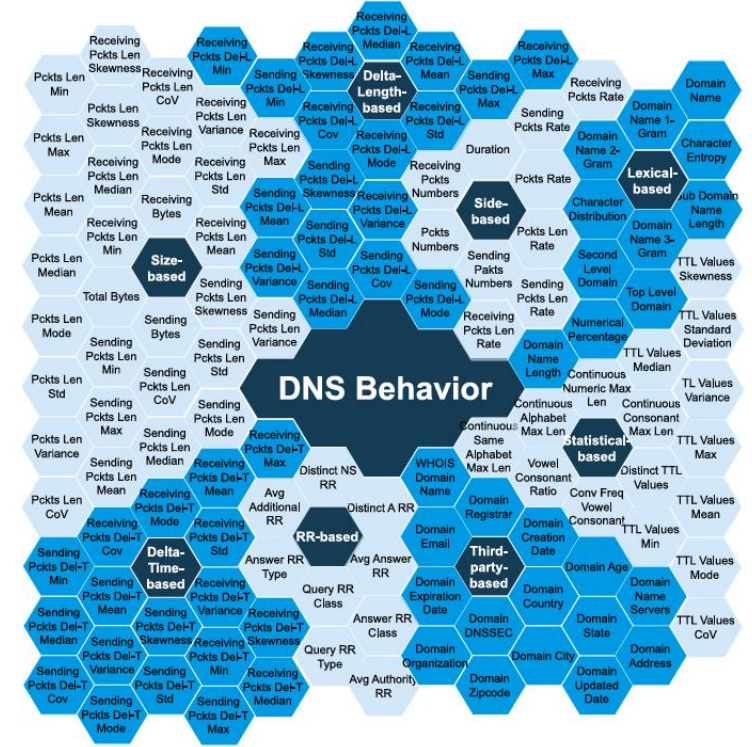 Pckts Len
Min
Pckts Len
Max
Pckts Len
Mean
Pckts Len
Median
Pckts Len
Mode
Pckts Len
Std
Pckts Len
Variance
Pckts Len
CoV
Sending
Pckts Del-T
Min
Sending
Pckts Del-T
Median
Sending
Pckts Del-T
Cov
Receiving
Pckts Len
Skewness
Pckts Len
Skewness
Receiving
Pckts Len
Median
Receiving
Pckts Len
Min
Total Bytes
Sending
Pckts Len
Min
Sending
Pckts Len
Max
Sending
Pckts Len
Mean
Receiving
Pckts Del-T
Cov
Sending
Pckts Del-T
Mean
Sending
Pckts Del-T
Variance
Sending
Pckts Del-T
Mode
Receiving
Pckts Len
CoV
Receiving
Pckts Len
Mode
Receiving
Bytes
Size-
based
Sending
Bytes
Sending
Pckts Len
CoV
Sending
Pckts Len
Median
Receiving
Pckts Del-T
Mode
Delta-
Time-
based
Sending
Pckts Del-T
Skewness
Sending
Pckts Del-T
Std
Receiving
Pckts Del-L
Min
Receiving
Pckts Len
Variance
Receiving
Pckts Len
Std
Receiving
Pckts Len
Mean
Sending
Pckts Len
Skewness
Sending
Pckts Len
Std
Sending
Pckts Len
Mode
Receiving
Pckts Del-T
Mean
Receiving
Pckts Del-T
Std
Receiving
Pckts Del-T
Variance
Receiving
Pckts Del-T
Min
Sending
Pckts Del-T
Max
Sending
Pckts Del-L
Min
Receiving
Pckts Len
Max
Sending
Pckts Del-L
Mean
Sending
Pckts Del-L
Variance
Sending
Pckts Len
Variance
Receiving
Pckts Del-T
Max
Avg
Additional
RR
Answer RR
Type
Receiving
Pckts Del-T
Skewness
Receiving
Pckts Del-T
Median
Receiving
Pckts Del-L
Skewness
Receiving
Pckts Del-L
Cov
Sending
Pckts Del-L
Skewness
Sending
Pckts Del-L
Std
Sending
Pckts Del-L
Median
DNS Behavior
Distinct NS
RR
RR-based
Query RR
Class
Query RR
Type
Receiving
Pckts Del-L
Median
Delta-
Length-
based
Receiving
Pckts Del-L
Mode
Receiving
Pckts Del-L
Variance
Sending
Pckts Del-L
Cov
Distinct A RR
Avg Answer
RR
Answer RR
Class
Avg Authority
RR
Receiving
Pckts Del-L
Mean
Receiving
Pckts Del-L
Std
Receiving
Pckts
Numbers
Pckts
Numbers
Sending
Pckts Del-L
Mode
WHOIS
Domain
Name
Domain
Email
Domain
Expiration
Date
Domain
Organization
Sending
Pckts Del-L
Max
Duration
Side-
based
Sending
Pakts
Numbers
Receiving
Pckts Len
Rate
Continuous
Same
Alphabet
Max Len
Domain
Registrar
Third-
party-
based
Domain
DNSSEC
Domain
Zipcode
Receiving
Pckts Del-L
Max
Sending
Pckts Rate
Pckts Rate
Pckts Len
Rate
Sending
Pckts Len
Rate
Domain
Name
Length
Continuous
Alphabet
Max Len
Vowel
Consonant
Ratio
Domain
Creation
Date
Domain
Country
Domain City
Receiving
Pckts Rate
Domain
Name 2-
Gram
Character
Distribution
Second
Level
Domain
Numerical
Percentage
Continuous
Numeric Max
Len
Statistical-
based
Conv Freq
Vowel
Consonant
Domain Age
Domain
State
Domain
Updated
Date
Domain
Name 1-
Gram
Lexical-
based
Domain
Name 3-
Gram
Top Level
Domain
TTL Values
Median
Continuous
Consonant
Max Len
Distinct TTL
Values
TTL Values
Min
Domain
Name
Servers
Domain
Address
Domain
Name
Character
Entropy
Sub Domain
Name
Length
TTL Values
Skewness
TTL Values
Standard
Deviation
TL Values
Variance
TTL Values
Max
TTL Values
Mean
TTL Values
Mode
TTL Values
CoV